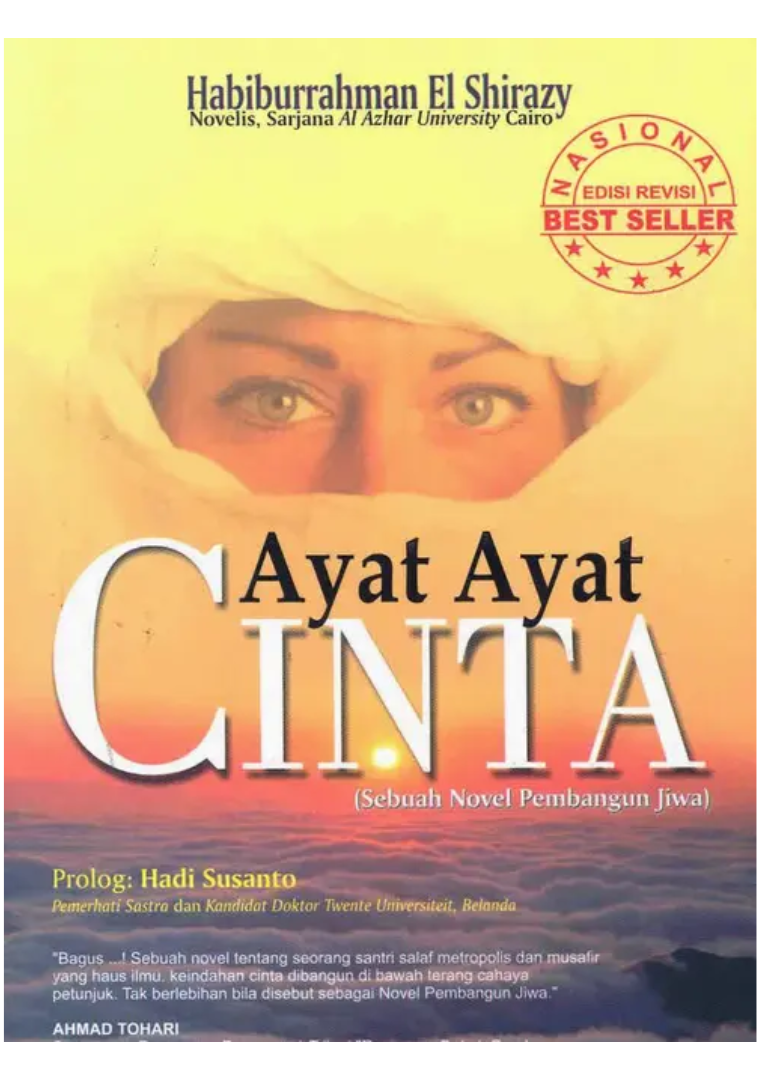 Habiburrahman El Shirazy
Novelis, Sarjana Al Azhar University Cairo
NASIONAL
EDISI REVISI
BEST SELLER
Ayat Ayat
CINTA
(Sebuah Novel Pembangun Jiwa)
Prolog: Hadi Susanto
Pemerhati Sastra dan Kandidat Doktor Twente Universiteit, Belanda
"Bagus ...! Sebuah novel tentang seorang santri salaf metropolis dan musafir
yang haus ilmu. keindahan cinta dibangun di bawah terang cahaya
petunjuk. Tak berlebihan bila disebut sebagai Novel Pembangun Jiwa."
AHMAD TOHARI